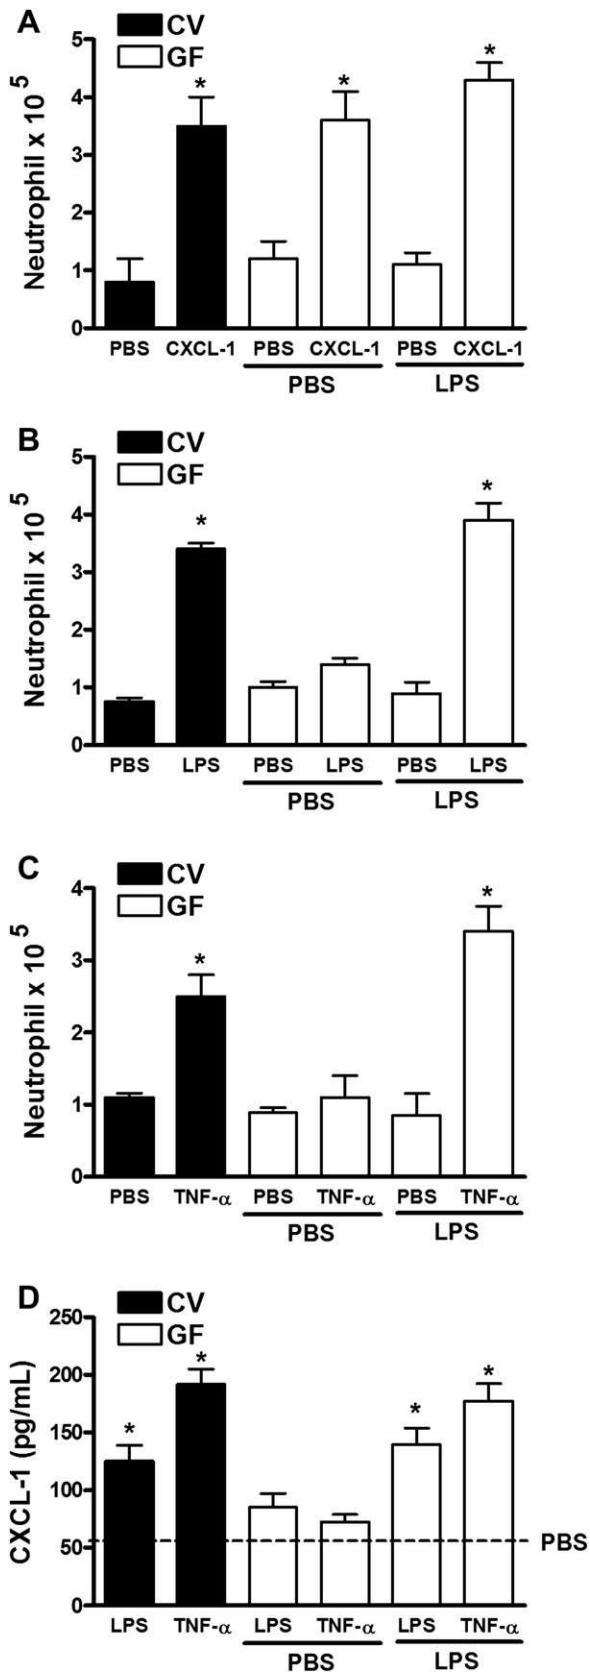 A
CV
GF
Neutrophil x 10 5
5
4
3
2
1
0
* * *
PBS CXCL-1 PBS CXCL-1 PBS CXCL-1
PBS LPS
B
CV
GF
Neutrophil x 10 5
5
4
3
2
1
0
* *
PBS LPS PBS LPS PBS LPS
PBS LPS
C
CV
GF
Neutrophil x 10 5
4
3
2
1
0
* *
PBS TNF-α PBS TNF-α PBS TNF-α
PBS LPS
D
CV
GF
CXCL-1 (pg/mL)
250
200
150
100
50
0
* * * *
PBS
LPS TNF-α LPS TNF-α LPS TNF-α
PBS LPS